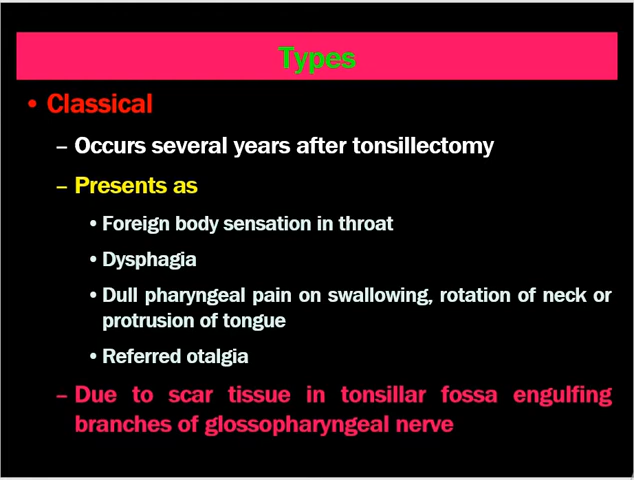 Types
• Classical
– Occurs several years after tonsillectomy
– Presents as
• Foreign body sensation in throat
• Dysphagia
• Dull pharyngeal pain on swallowing, rotation of neck or
protrusion of tongue
• Referred otalgia
– Due to scar tissue in tonsillar fossa engulfing
branches of glossopharyngeal nerve